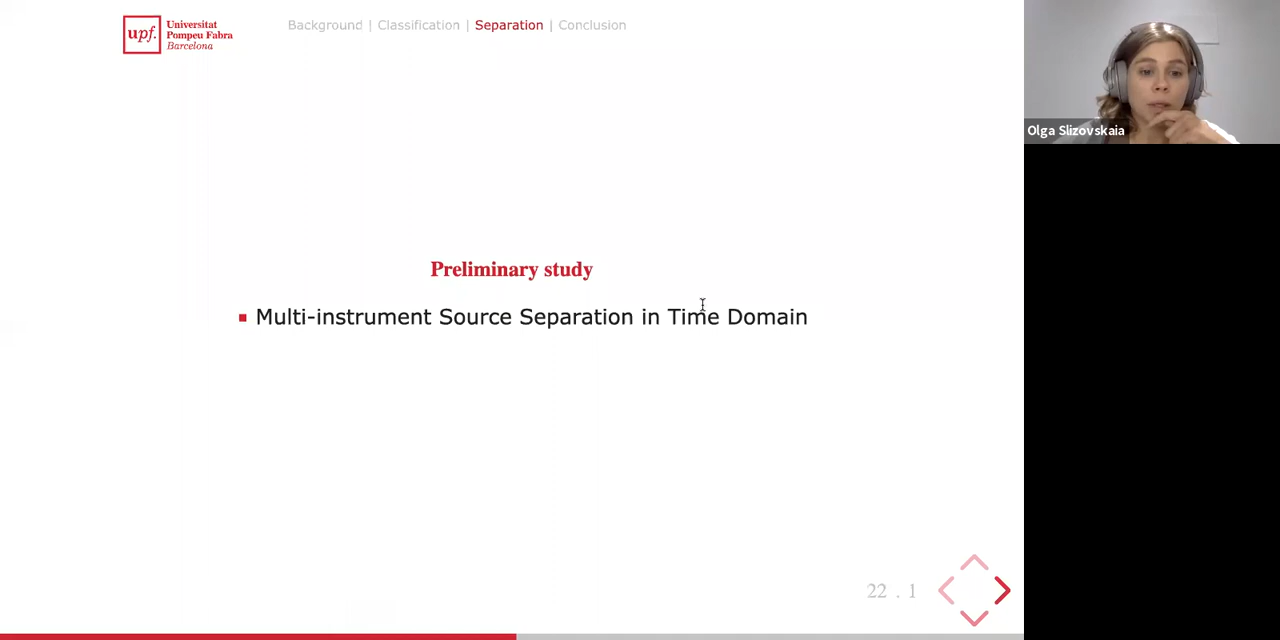 upf.
Universitat
Pompeu Fabra
Barcelona
Background | Classification | Separation | Conclusion
Olga Slizovskaia
Preliminary study
Multi-instrument Source Separation in Time Domain
22 . 1